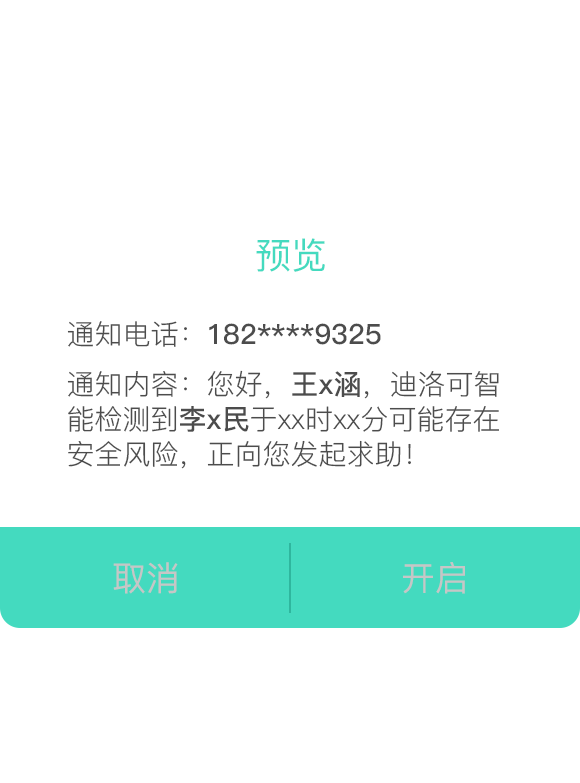 预览
通知电话：182****9325
通知内容：您好，王x涵，迪洛可智
能检测到李x民于xx时xx分可能存在
安全风险，正向您发起求助！
取消
开启